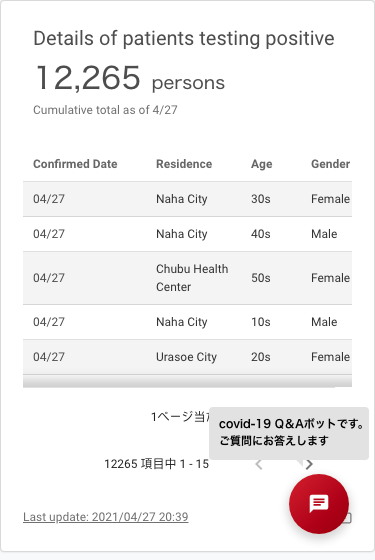 Details of patients testing positive
12,265 persons
Cumulative total as of 4/27
Confirmed Date Residence Age Gender
04/27 Naha City 30s Female
04/27 Naha City 40s Male
04/27 Chubu Health Center 50s Female
04/27 Naha City 10s Male
04/27 Urasoe City 20s Female
1ページ当
covid-19 Q&Aボットです。
ご質問にお答えします
12265 項目中 1 - 15
Last update: 2021/04/27 20:39